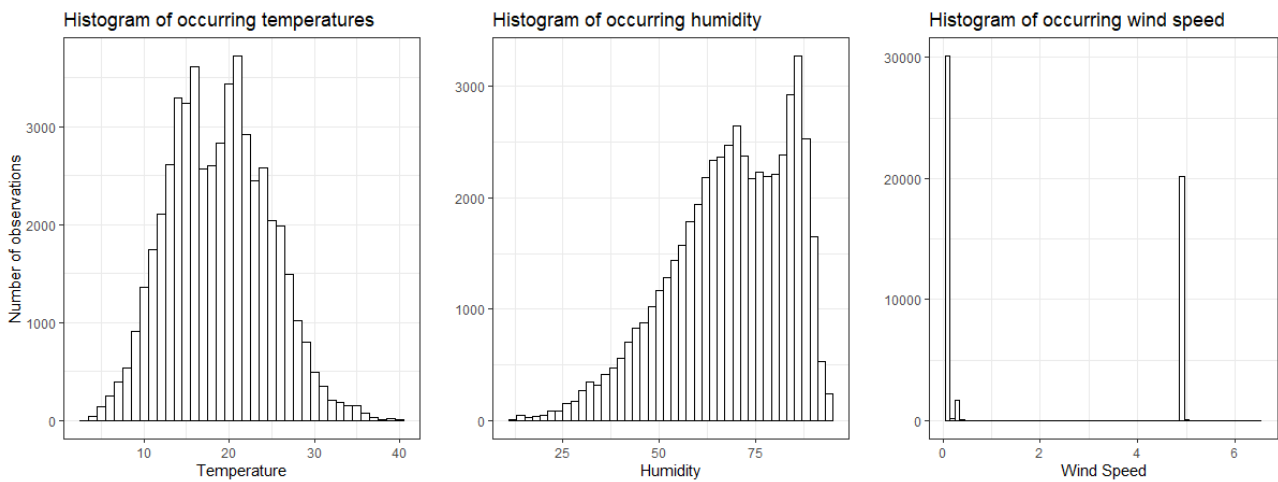 Histogram of occurring temperatures
Number of observations
3000
2000
1000
0
10 20 30 40
Temperature
Histogram of occurring humidity
3000
2000
1000
0
25 50 75
Humidity
Histogram of occurring wind speed
30000
20000
10000
0
0 2 4 6
Wind Speed